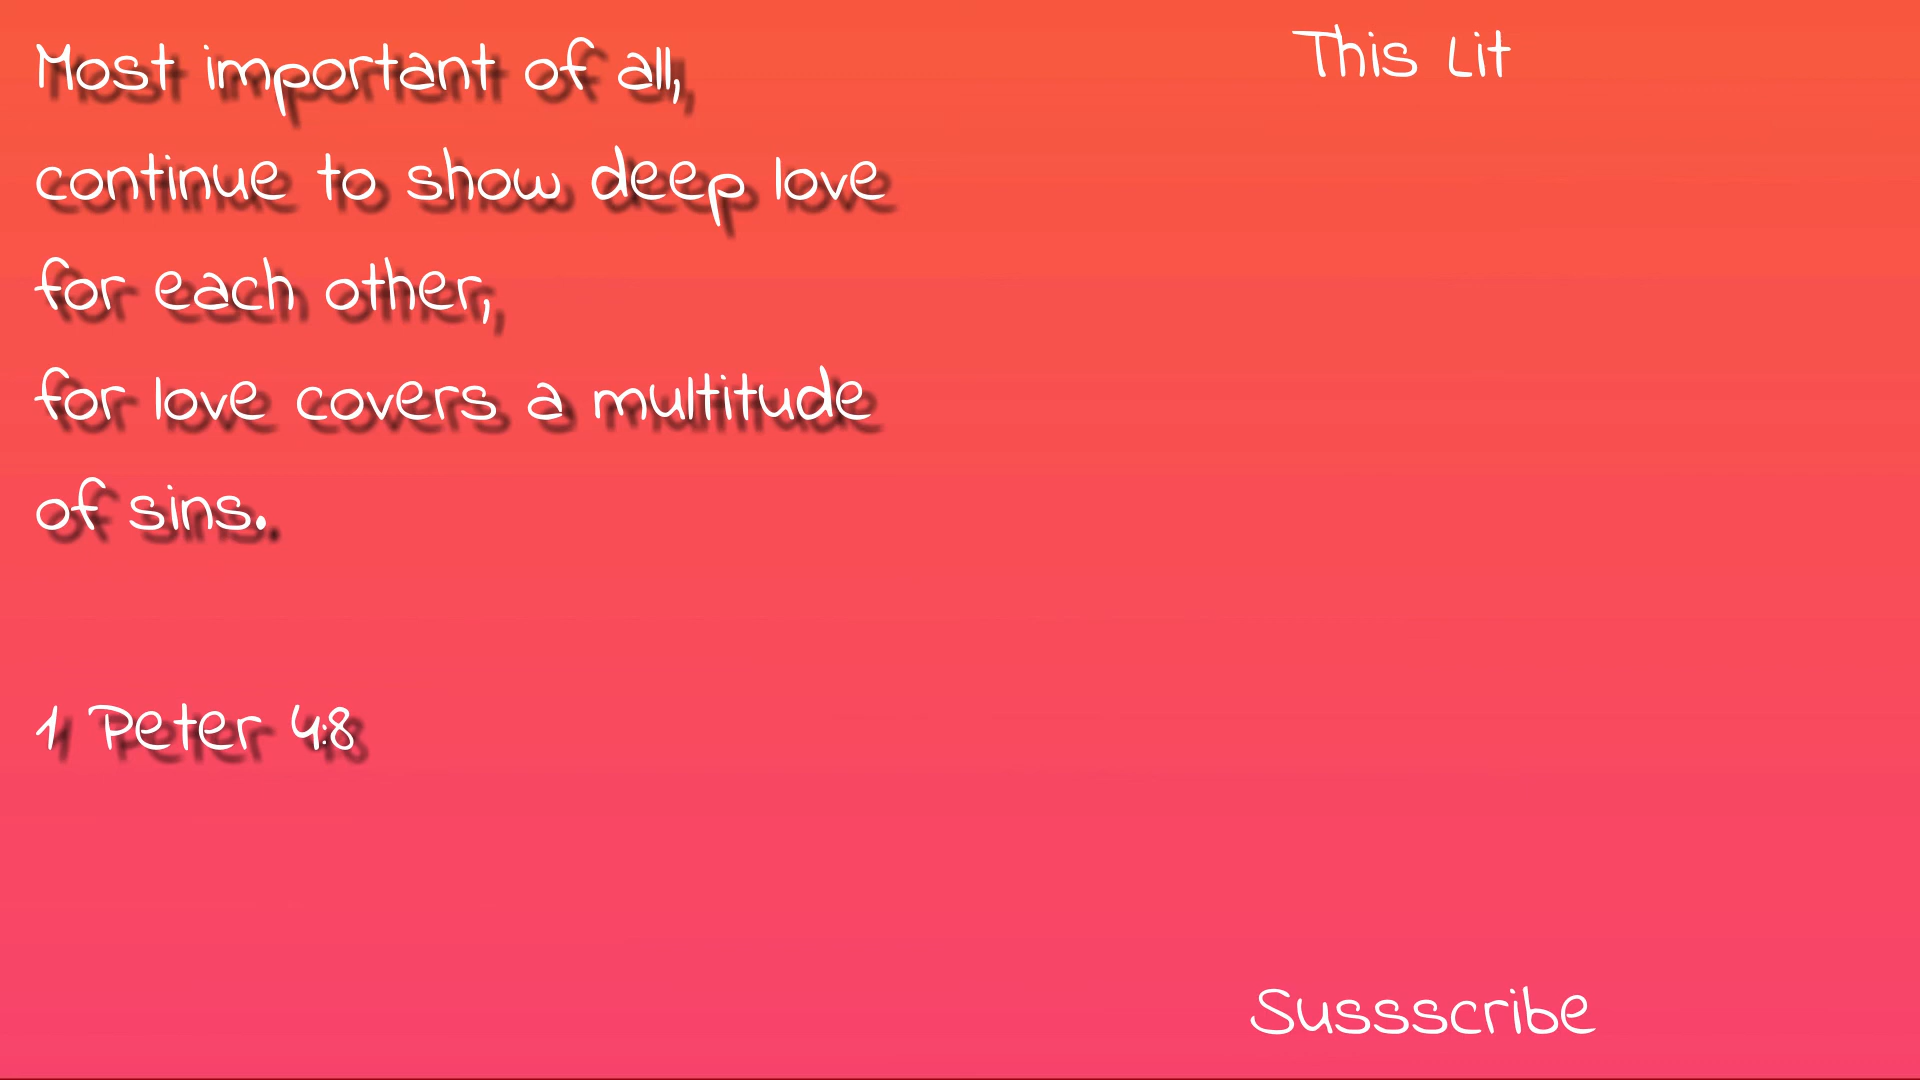 Most important of all,
continue to show deep love
for each other,
for love covers a multitude
of sins.
1 Peter 4:8
This Lit
Sussscribe